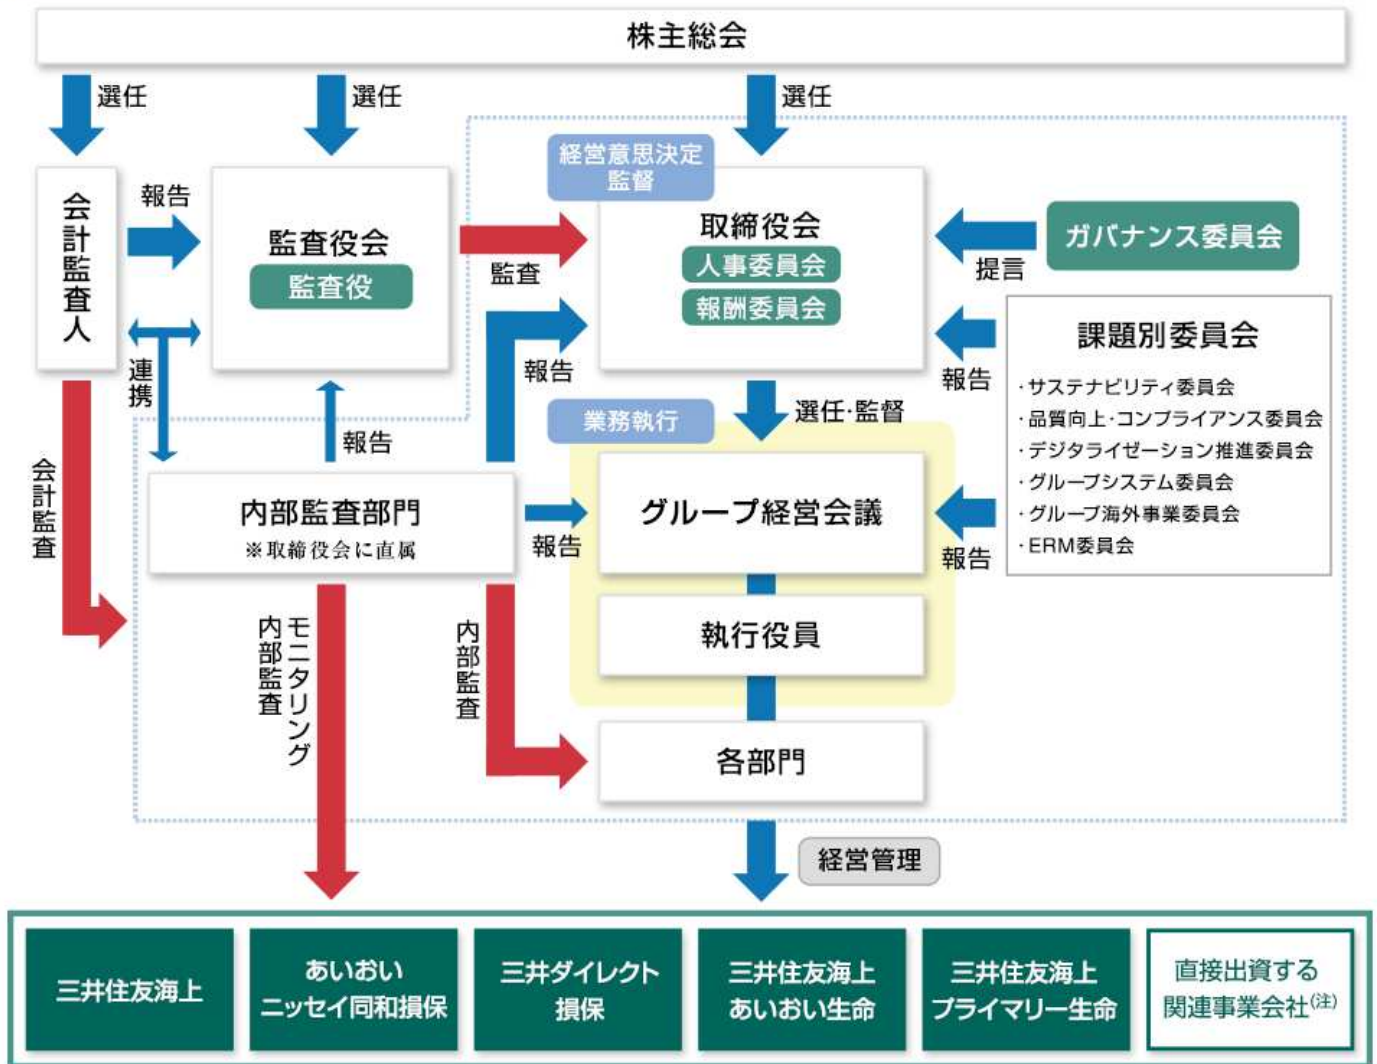 株主総会
選任
選任
選任
経営意思決定
監督
会計監査人
報告
監査役会
監査役
監査
取締役会
人事委員会
報酬委員会
ガバナンス委員会
提言
連携
報告
報告
報告
課題別委員会
・サステナビリティ委員会
・品質向上・コンプライアンス委員会
・デジタライゼーション推進委員会
・グループシステム委員会
・グループ海外事業委員会
・ERM委員会
選任・監督
業務執行
会計監査
内部監査部門
※取締役会に直属
報告
グループ経営会議
報告
執行役員
モニタリング
内部監査
内部監査
各部門
経営管理
三井住友海上
あいおい
ニッセイ同和損保
三井ダイレクト
損保
三井住友海上
あいおい生命
三井住友海上
プライマリー生命
直接出資する
関連事業会社(注)